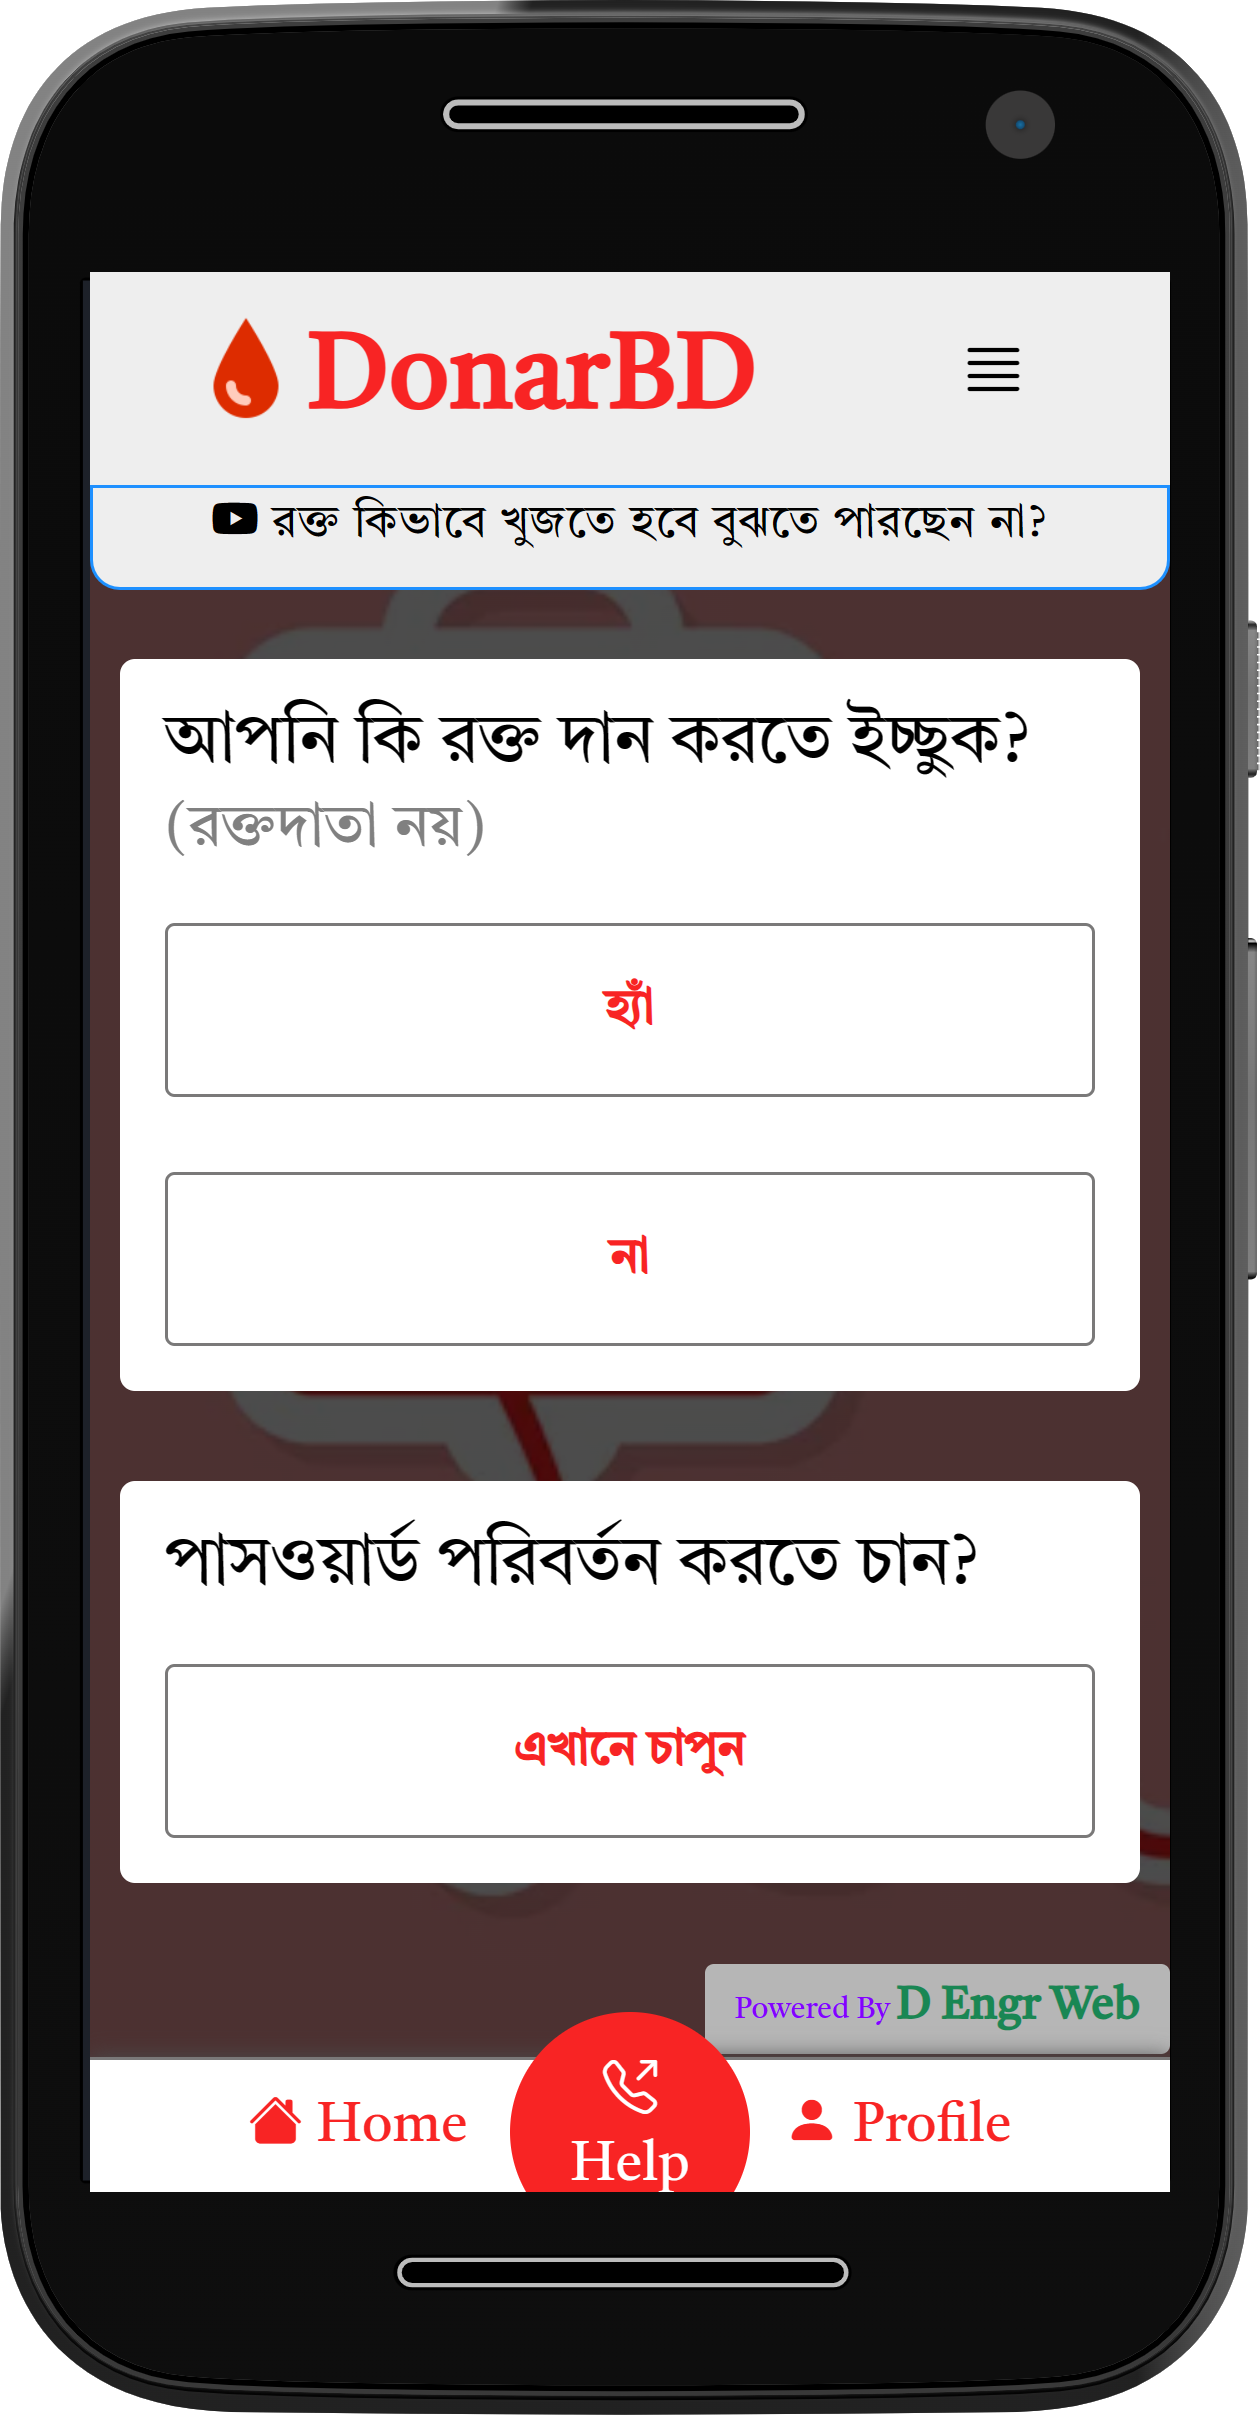 DonarBD
রক্ত কিভাবে খুজতে হবে বুঝতে পারছেন না?
আপনি কি রক্ত দান করতে ইচ্ছুক?
(রক্তদাতা নয়)
হ্যাঁ
না
পাসওয়ার্ড পরিবর্তন করতে চান?
এখানে চাপুন
Powered By D Engr Web
Home
Help
Profile